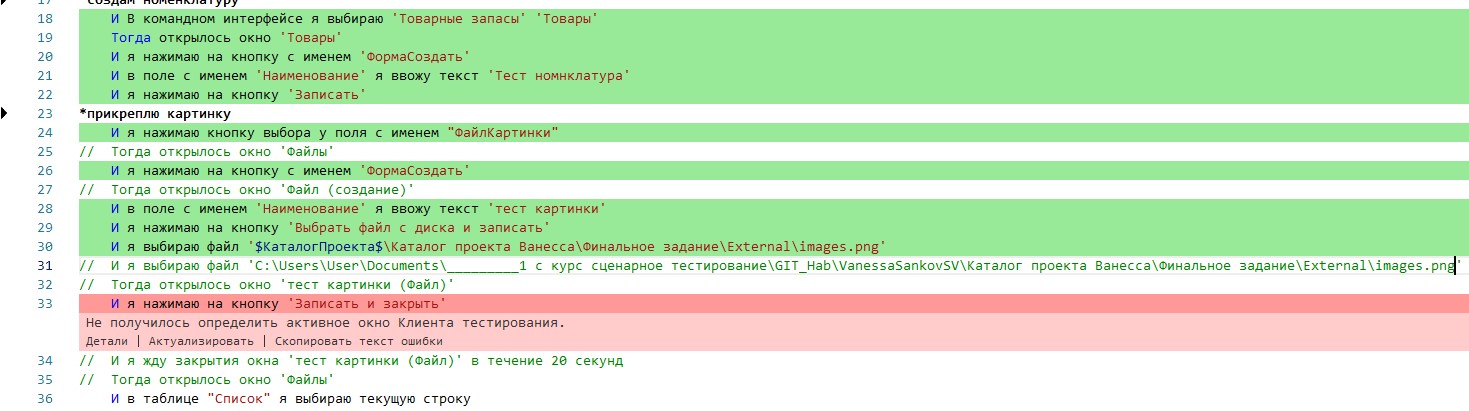 17 *создам номенклатуру
18 И В командном интерфейсе я выбираю 'Товарные запасы' 'Товары'
19 Тогда открылось окно 'Товары'
20 И я нажимаю на кнопку с именем 'ФормаСоздать'
21 И в поле с именем 'Наименование' я ввожу текст 'Тест номнклатура'
22 И я нажимаю на кнопку 'Записать'
23 *прикреплю картинку
24 И я нажимаю кнопку выбора у поля с именем "ФайлКартинки"
25 // Тогда открылось окно 'Файлы'
26 И я нажимаю на кнопку с именем 'ФормаСоздать'
27 // Тогда открылось окно 'Файл (создание)'
28 И в поле с именем 'Наименование' я ввожу текст 'тест картинки'
29 И я нажимаю на кнопку 'Выбрать файл с диска и записать'
30 И я выбираю файл '$КаталогПроекта$\Каталог проекта Ванесса\Финальное задание\External\images.png'
31 // И я выбираю файл 'C:\Users\User\Documents\_________1 с курс сценарное тестирование\GIT_Hab\VanessaSankovSV\Каталог проекта Ванесса\Финальное задание\External\images.png'
32 // Тогда открылось окно 'тест картинки (Файл)'
33 И я нажимаю на кнопку 'Записать и закрыть'
Не получилось определить активное окно Клиента тестирования.
Детали | Актуализировать | Скопировать текст ошибки
34 // И я жду закрытия окна 'тест картинки (Файл)' в течение 20 секунд
35 // Тогда открылось окно 'Файлы'
36 И в таблице "Список" я выбираю текущую строку